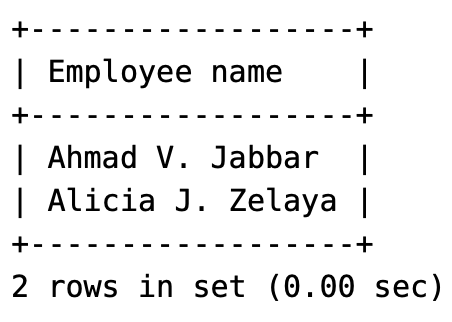 +------------------+
| Employee name    |
+------------------+
| Ahmad V. Jabbar  |
| Alicia J. Zelaya |
+------------------+
2 rows in set (0.00 sec)